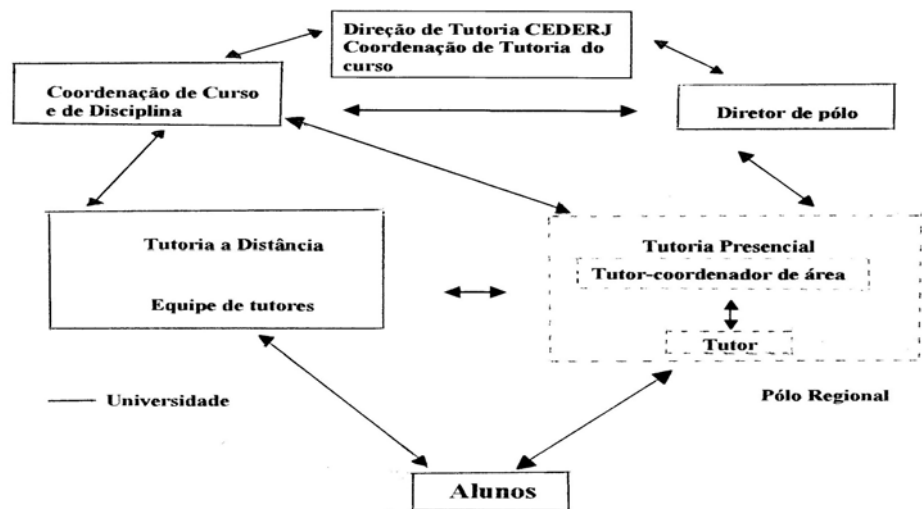 Direção de Tutoria CEDERJ
Coordenação de Tutoria do
curso
Coordenação de Curso
e de Disciplina
Diretor de pólo
Tutoria a Distância
Equipe de tutores
Tutoria Presencial
Tutor-coordenador de área
Tutor
Universidade
Pólo Regional
Alunos